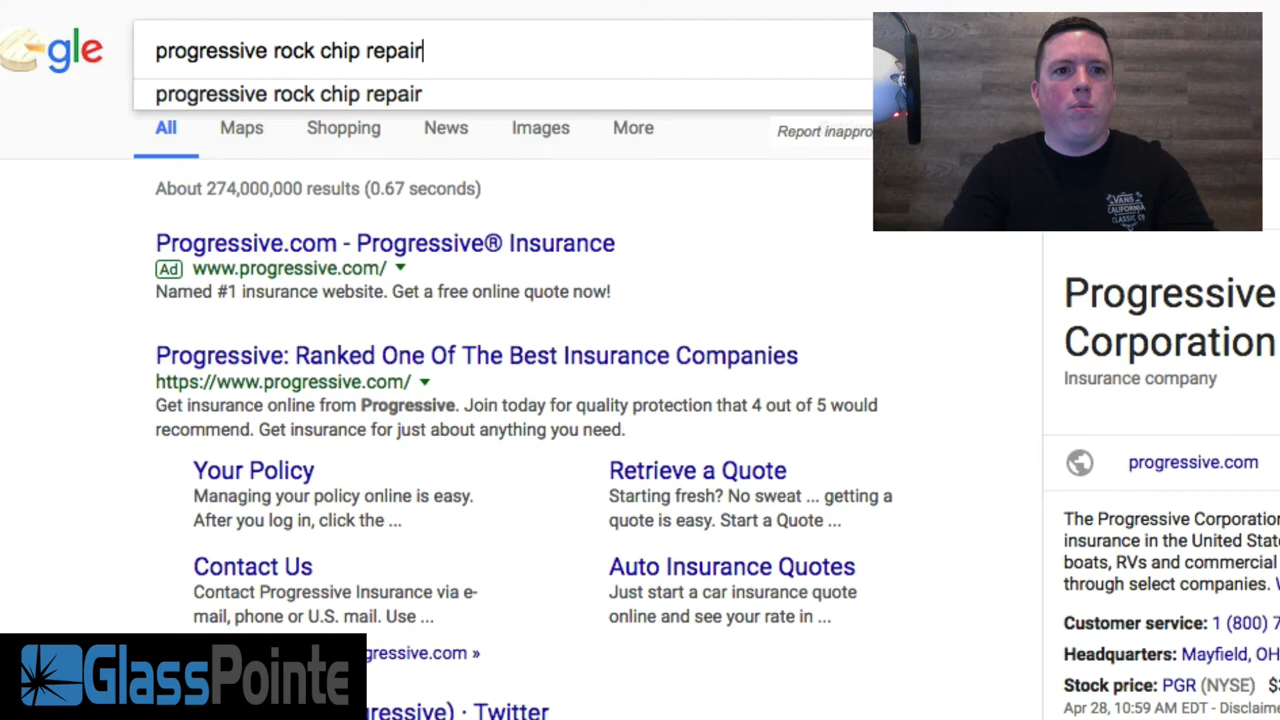 gle
progressive rock chip repair
progressive rock chip repair
All Maps Shopping News Images More
Report inappro
About 274,000,000 results (0.67 seconds)
Progressive.com - Progressive® Insurance
Ad www.progressive.com/
Named #1 insurance website. Get a free online quote now!
Progressive: Ranked One Of The Best Insurance Companies
https://www.progressive.com/
Get insurance online from Progressive. Join today for quality protection that 4 out of 5 would
recommend. Get insurance for just about anything you need.
Your Policy
Managing your policy online is easy.
After you log in, click the ...
Retrieve a Quote
Starting fresh? No sweat ... getting a
quote is easy. Start a Quote ...
Contact Us
Contact Progressive Insurance via e-
mail, phone or U.S. mail. Use ...
Auto Insurance Quotes
Just start a car insurance quote
online and see your rate in ...
gressive.com »
gressive) · Twitter
Progressive
Corporation
Insurance company
progressive.com
The Progressive Corporation
insurance in the United State
boats, RVs and commercial
through select companies. W
Customer service: 1 (800) 7
Headquarters: Mayfield, OH
Stock price: PGR (NYSE) $3
Apr 28, 10:59 AM EDT - Disclaime
VANS
CALIFORNIA
CLASSIC CO
GlassPointe